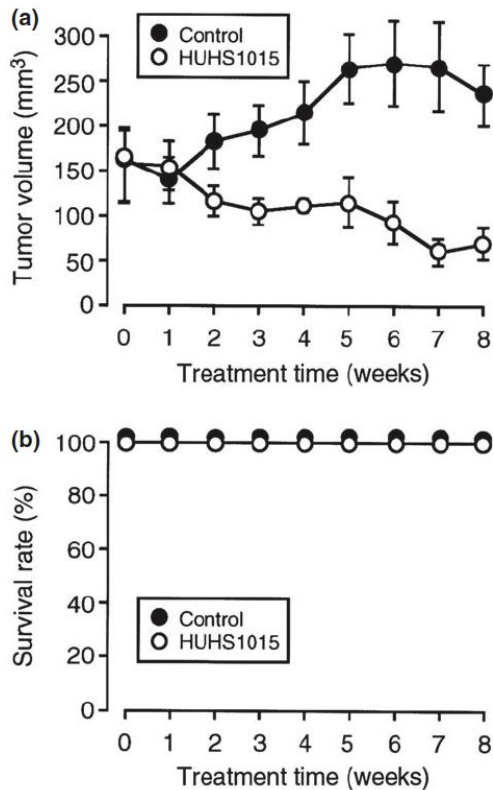 (a)
Control
HUHS1015
Tumor volume (mm³)
300
250
200
150
100
50
0
0 1 2 3 4 5 6 7 8
Treatment time (weeks)
(b)
Survival rate (%)
100
80
60
40
20
0
Control
HUHS1015
0 1 2 3 4 5 6 7 8
Treatment time (weeks)